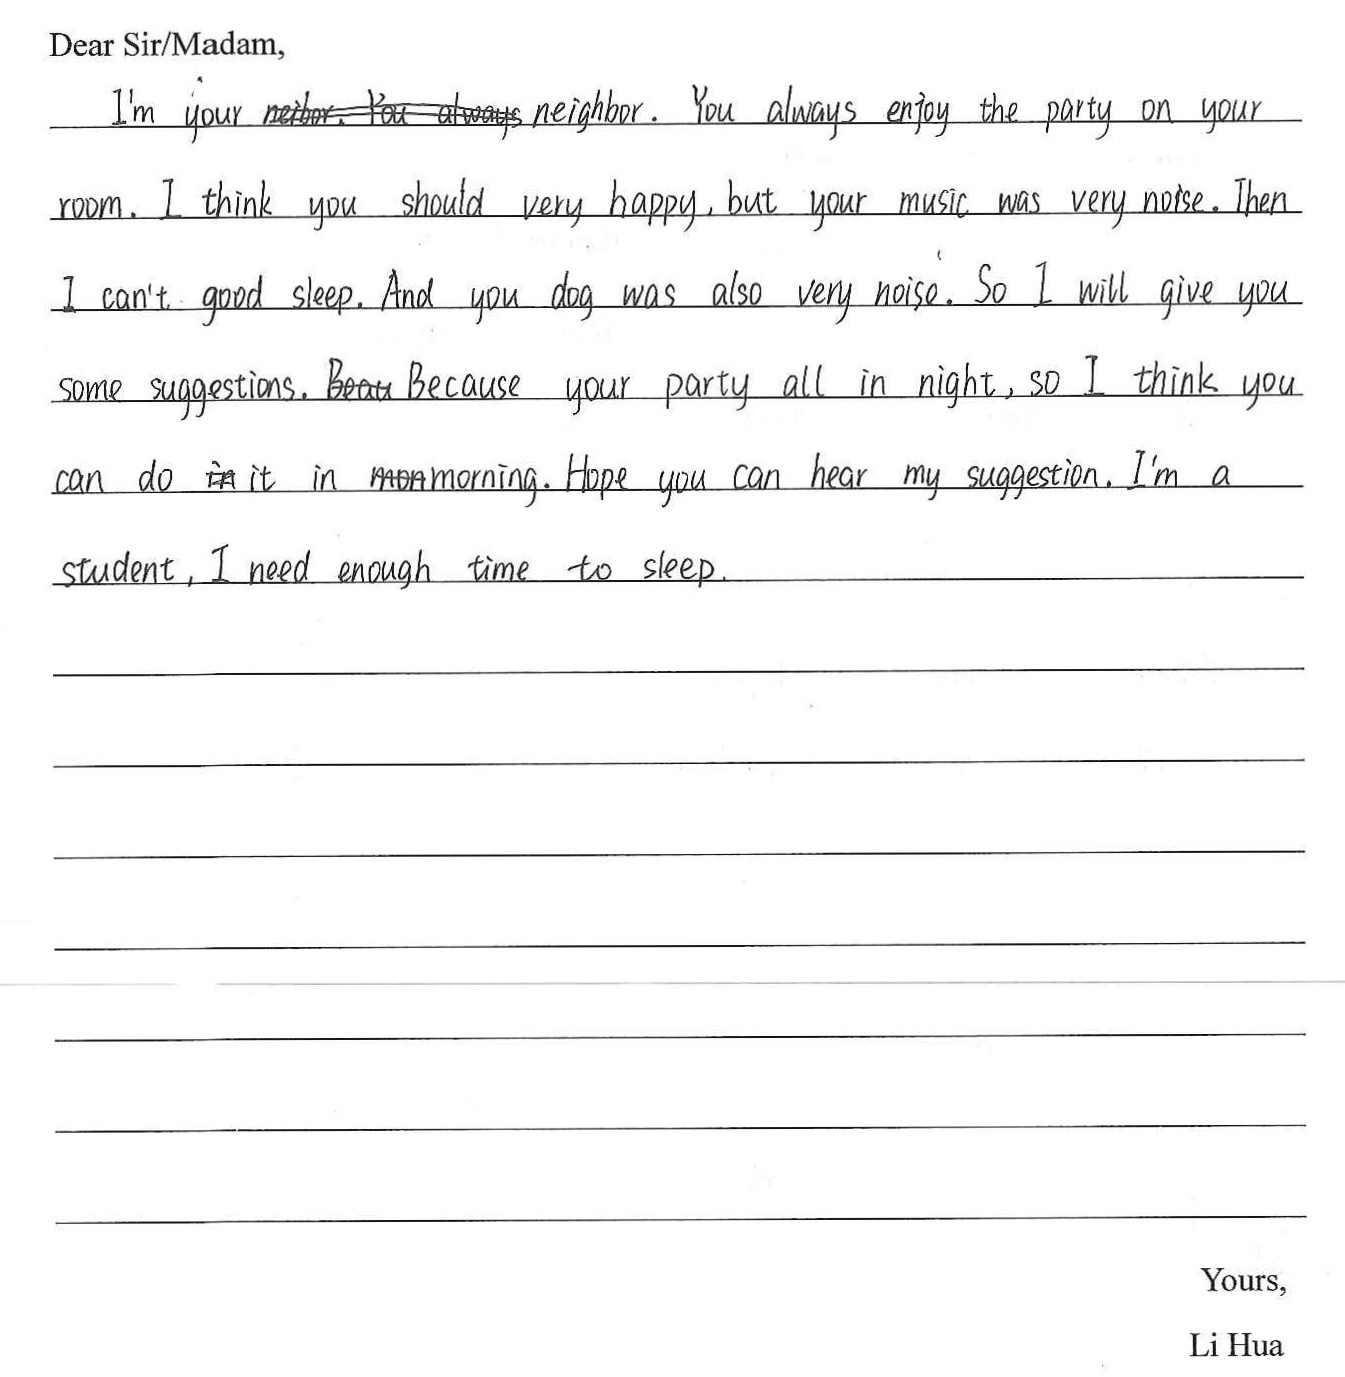 Dear Sir/Madam,
I'm your neibor. You always neighbor. You always enjoy the party on your
room. I think you should very happy, but your music was very noise. Then
I can't good sleep. And you dog was also very noise. So I will give you
some suggestions. Beau Because your party all in night, so I think you
can do in it in mon morning. Hope you can hear my suggestion. I'm a
student, I need enough time to sleep.
Yours,
Li Hua